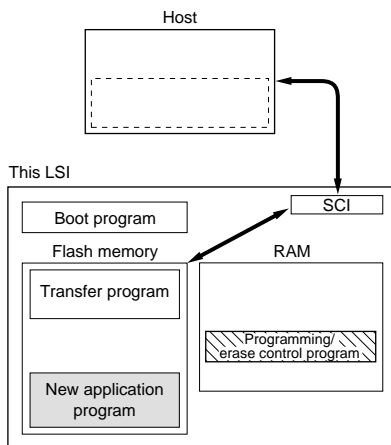 Host
This LSI
SCI
Boot program
Flash memory
RAM
Transfer program
Programming/
erase control program
New application
program